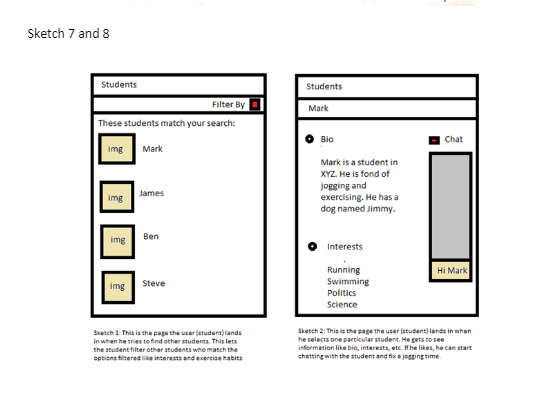 Sketch 7 and 8
Students
Filter By
These students match your search:
img
Mark
img
James
img
Ben
img
Steve
Sketch 1: This is the page the user (student) lands
in when he tries to find other students. This lets
the student filter other students who match the
options filtered like interests and exercise habits
Students
Mark
Bio
Chat
Mark is a student in
XYZ. He is fond of
jogging and
exercising. He has a
dog named Jimmy.
Interests
Running
Swimming
Politics
Science
Hi Mark
Sketch 2: This is the page the user (student) lands in when
he selects one particular student. He gets to see
information like bio, interests, etc. If he likes, he can start
chatting with the student and fix a jogging time.